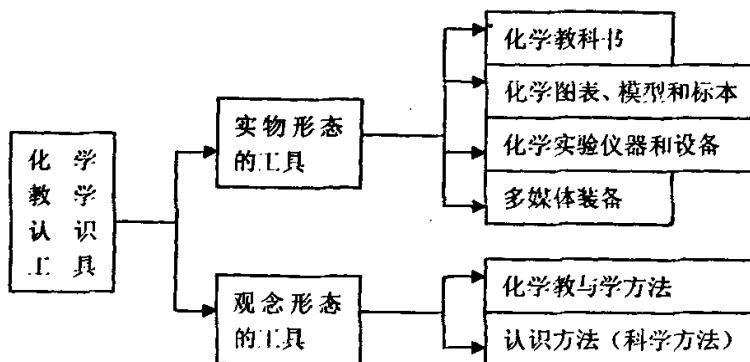 化学
教学
认识
工具
实物形态
的工具
化学教科书
化学图表、模型和标本
化学实验仪器和设备
多媒体装备
观念形态
的工具
化学教与学方法
认识方法（科学方法）